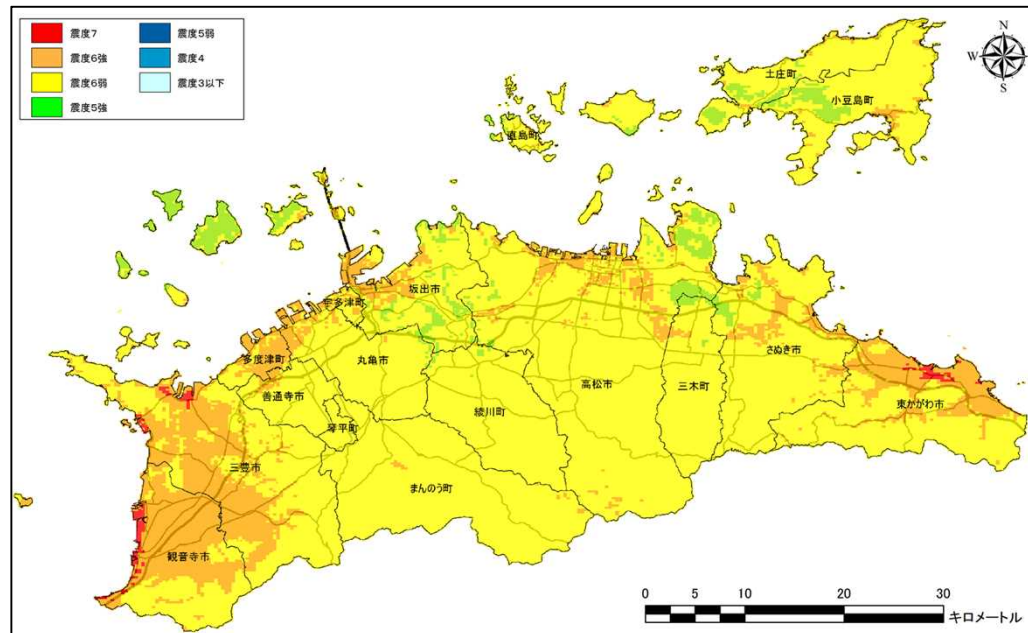 震度7
震度6強
震度6弱
震度5強
震度5弱
震度4
震度3以下
N
W
S
土庄町
小豆島町
直島町
坂出市
宇多津町
多度津町
丸亀市
さぬき市
善通寺市
高松市
三木町
綾川町
東かがわ市
琴平町
三豊市
まんのう町
観音寺市
0 5 10 20 30
キロメートル